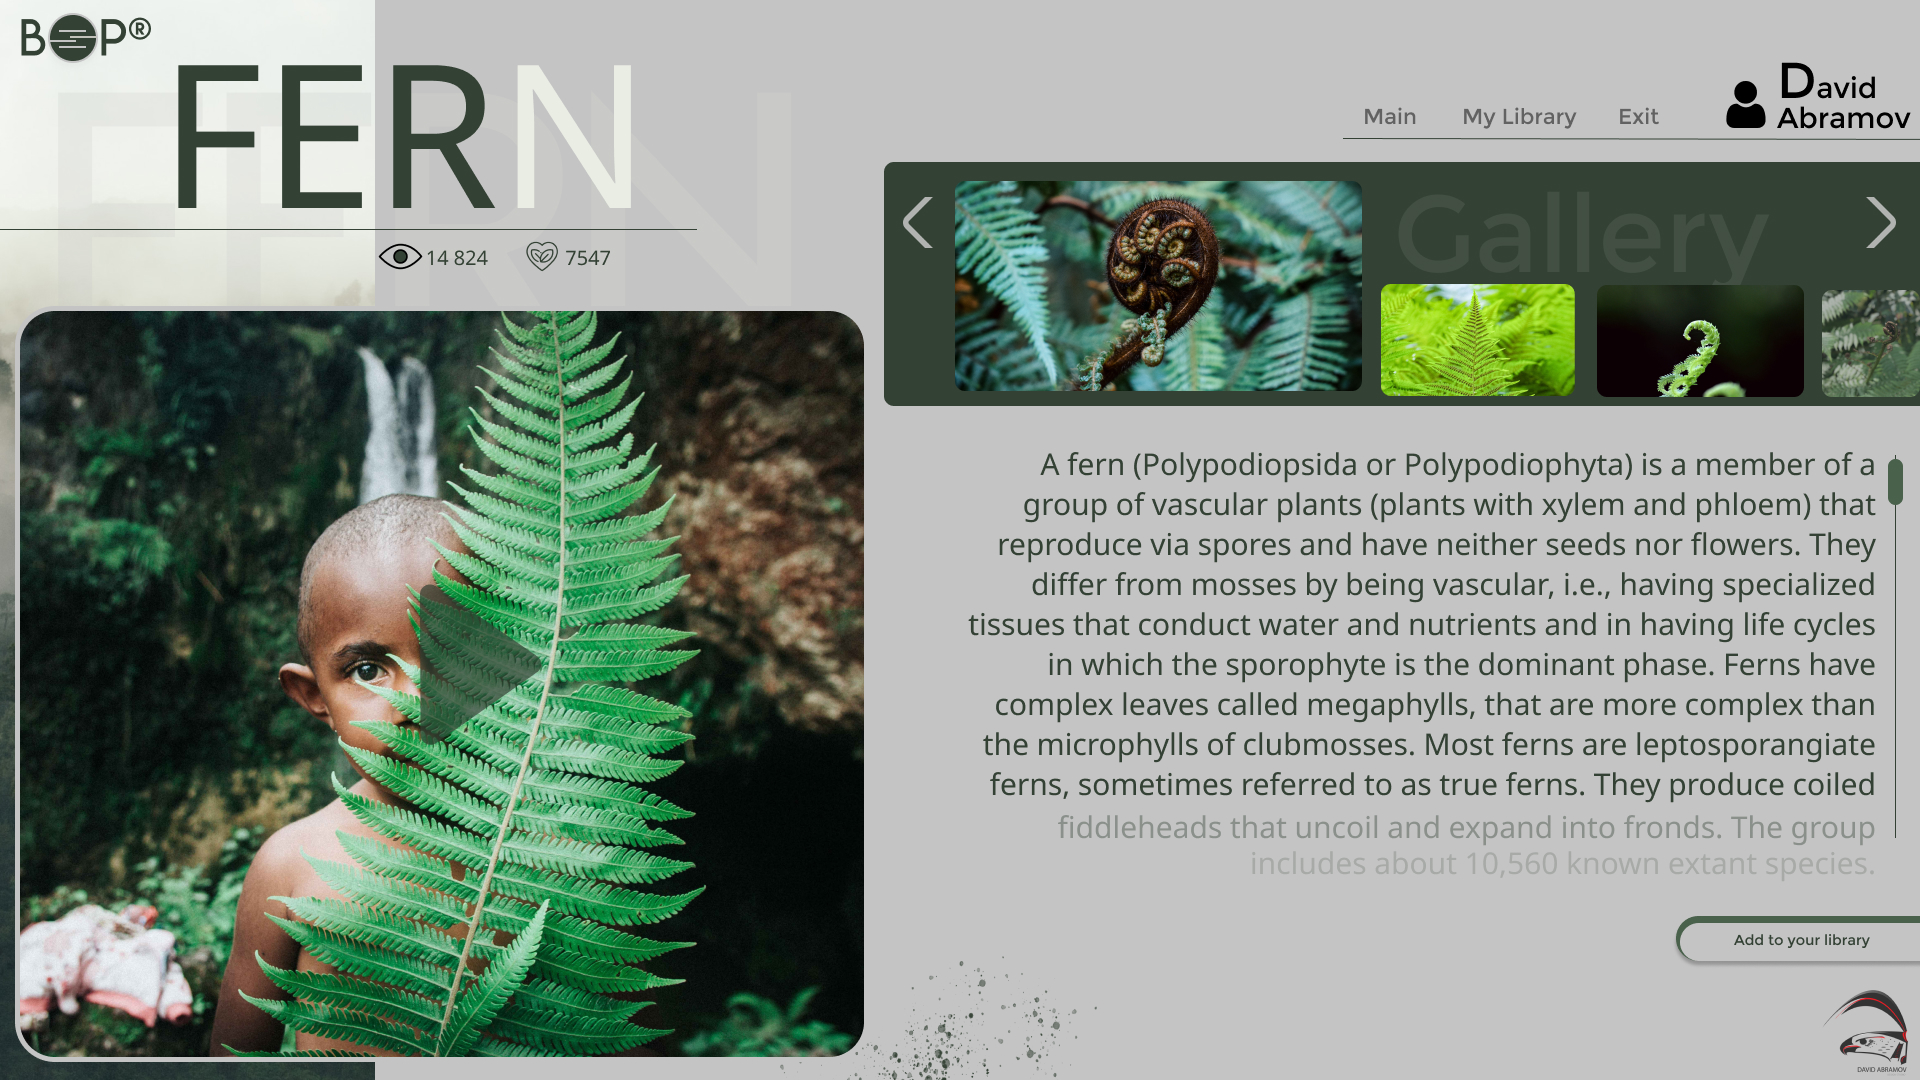 BOP®
FERN
FERN
14 824
7547
Main
My Library
Exit
David
Abramov
Gallery
A fern (Polypodiopsida or Polypodiophyta) is a member of a
group of vascular plants (plants with xylem and phloem) that
reproduce via spores and have neither seeds nor flowers. They
differ from mosses by being vascular, i.e., having specialized
tissues that conduct water and nutrients and in having life cycles
in which the sporophyte is the dominant phase. Ferns have
complex leaves called megaphylls, that are more complex than
the microphylls of clubmosses. Most ferns are leptosporangiate
ferns, sometimes referred to as true ferns. They produce coiled
fiddleheads that uncoil and expand into fronds. The group
includes about 10,560 known extant species.
Add to your library
DAVID ABRAMOV